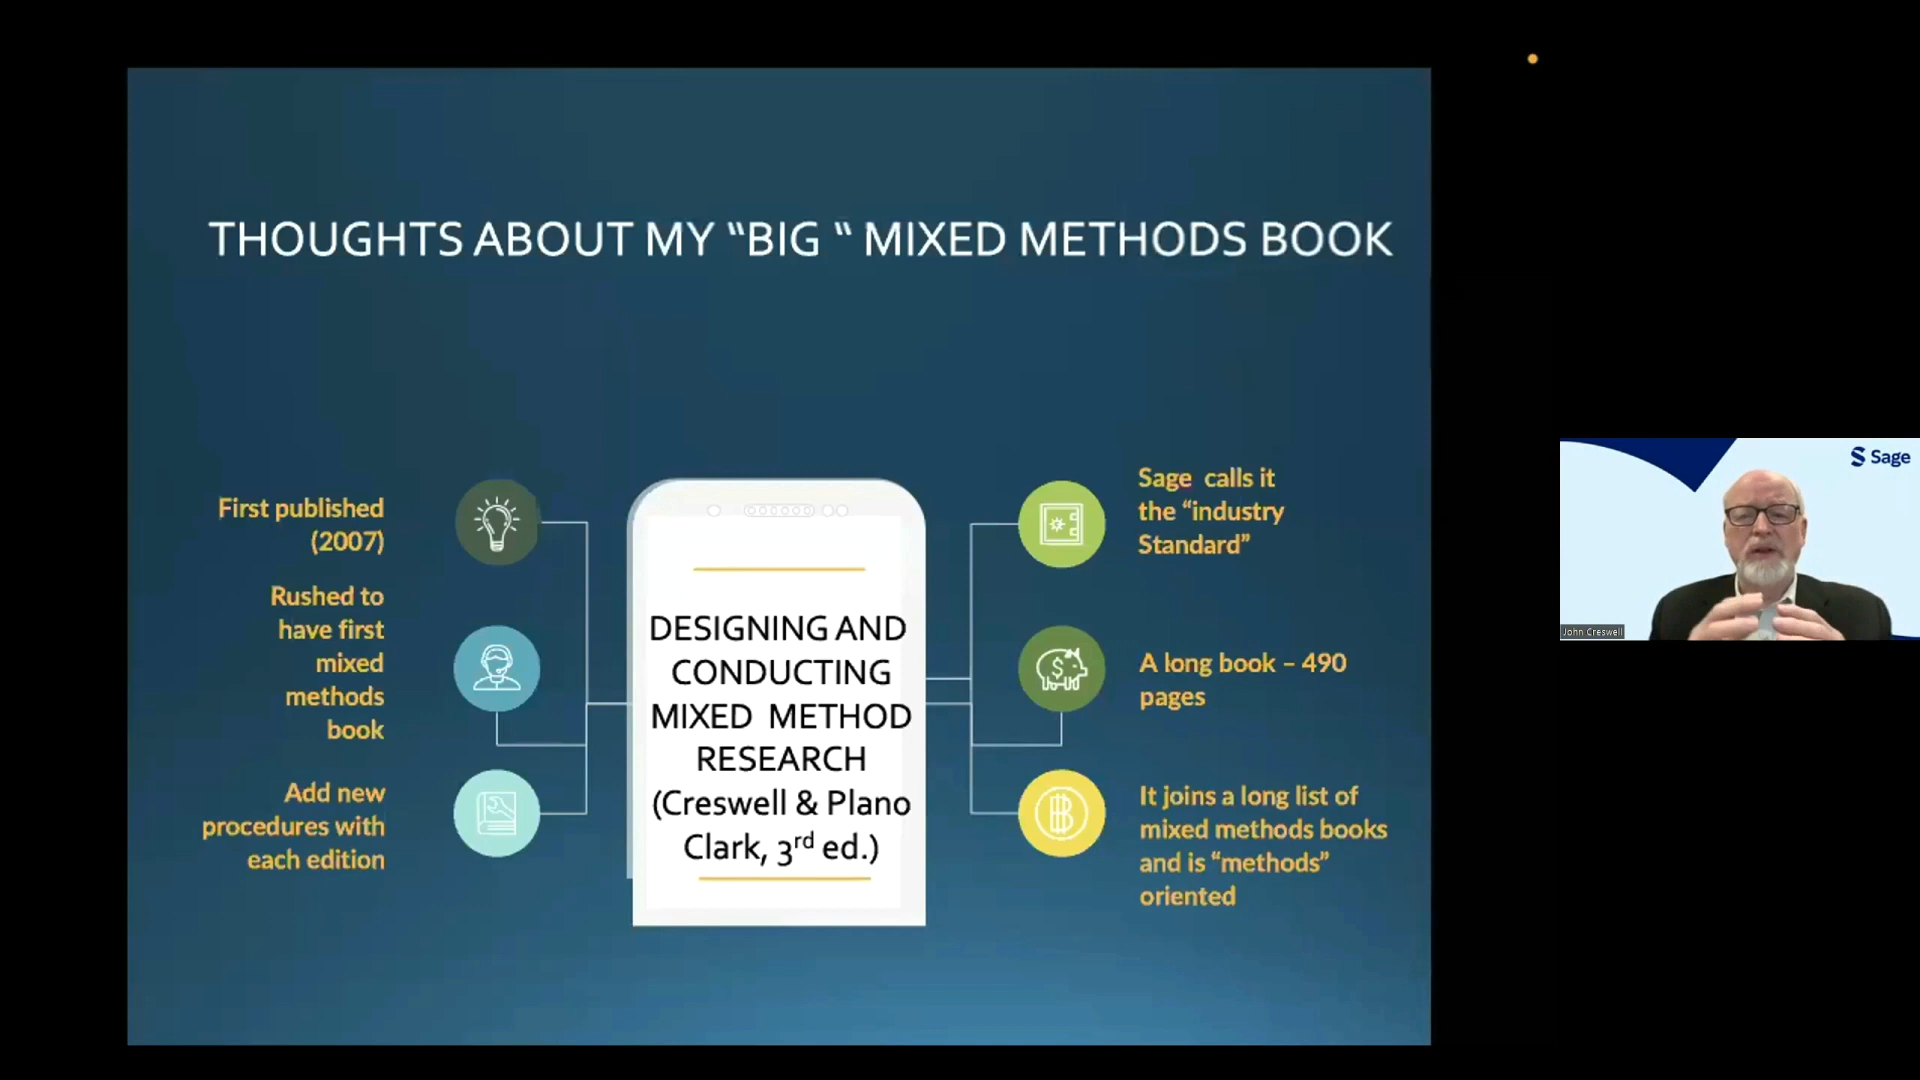 THOUGHTS ABOUT MY “BIG “ MIXED METHODS BOOK
First published
(2007)
Rushed to
have first
mixed
methods
book
Add new
procedures with
each edition
DESIGNING AND
CONDUCTING
MIXED METHOD
RESEARCH
(Creswell & Plano
Clark, 3rd ed.)
Sage calls it
the “industry
Standard”
A long book – 490
pages
It joins a long list of
mixed methods books
and is “methods”
oriented
Sage
John Creswell